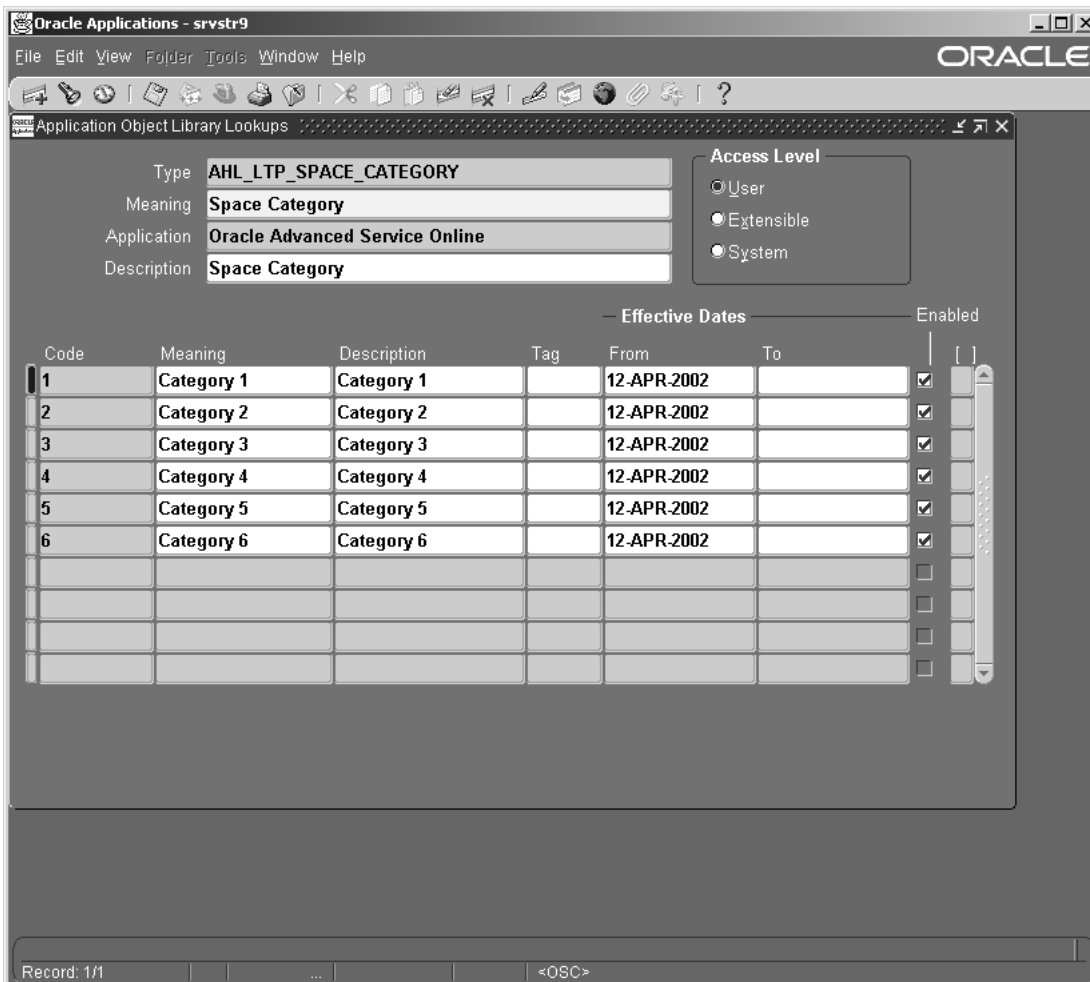 Oracle Applications - srvstr9
File Edit View Folder Tools Window Help
ORACLE
Application Object Library Lookups
Type AHL_LTP_SPACE_CATEGORY
Meaning Space Category
Application Oracle Advanced Service Online
Description Space Category
Access Level
User
Extensible
System
Effective Dates Enabled
Code Meaning Description Tag From To [ ]
1 Category 1 Category 1 12-APR-2002
2 Category 2 Category 2 12-APR-2002
3 Category 3 Category 3 12-APR-2002
4 Category 4 Category 4 12-APR-2002
5 Category 5 Category 5 12-APR-2002
6 Category 6 Category 6 12-APR-2002
Record: 1/1 ... <OSC>